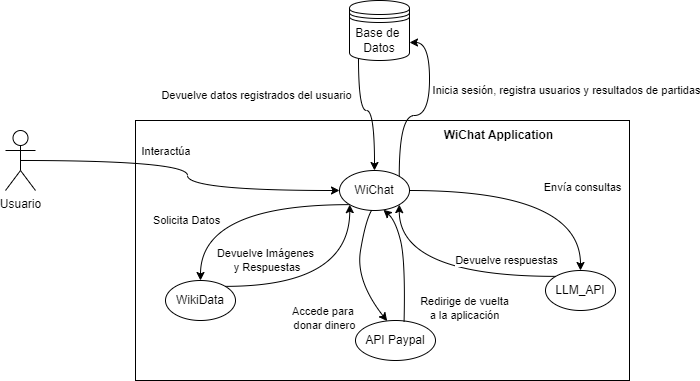 Base de
Datos
Devuelve datos registrados del usuario
Inicia sesión, registra usuarios y resultados de partidas
WiChat Application
Interactúa
Usuario
WiChat
Envía consultas
Solicita Datos
Devuelve Imágenes
y Respuestas
Devuelve respuestas
WikiData
LLM_API
Accede para
donar dinero
Redirige de vuelta
a la aplicación
API Paypal